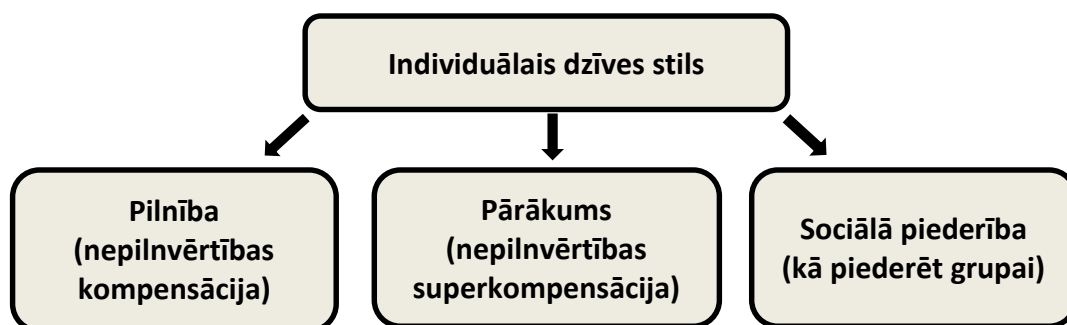 Individuālais dzīves stils
Pilnība
(nepilnvērtības
kompensācija)
Pārākums
(nepilnvērtības
superkompensācija)
Sociālā piederība
(kā piederēt grupai)